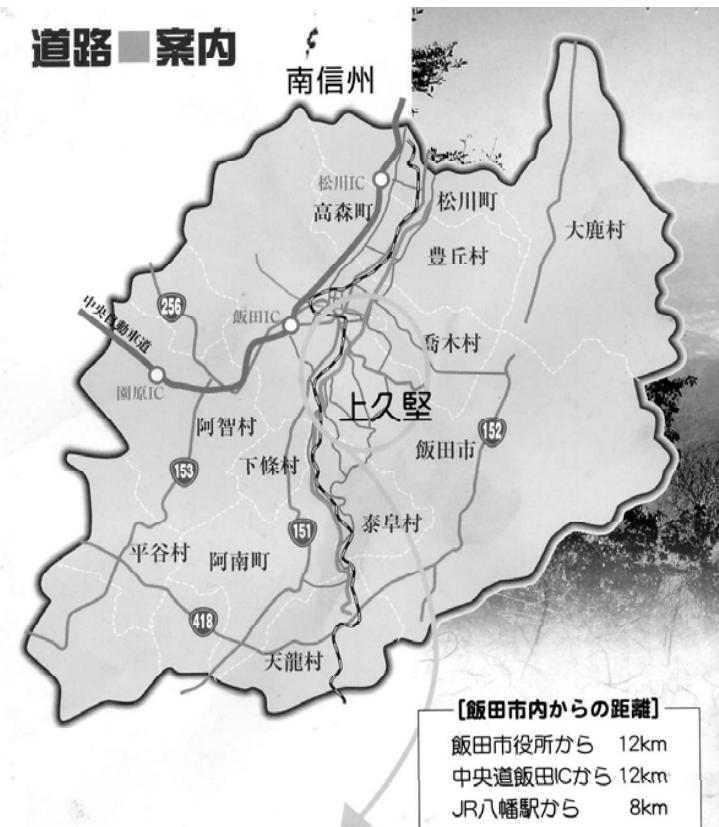 道路■案内
南信州
松川IC
高森町
松川町
大鹿村
豊丘村
256
飯田IC
中央自動車道
喬木村
園原IC
上久堅
阿智村
飯田市
152
153
下條村
151
泰阜村
平谷村
阿南町
418
天龍村
[飯田市内からの距離]
飯田市役所から 12km
中央道飯田ICから 12km
JR八幡駅から 8km